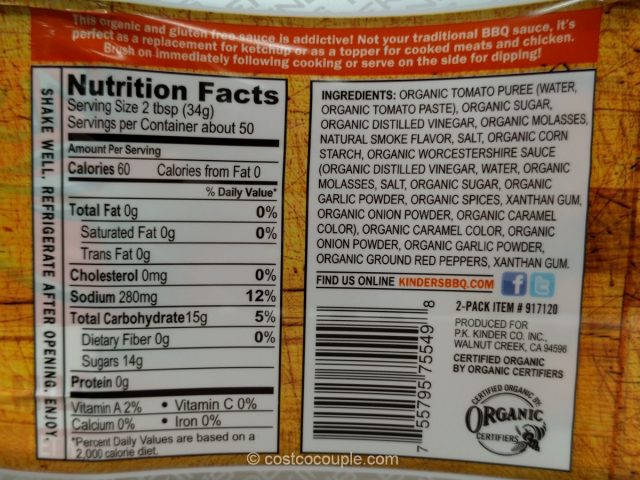 This organic and gluten free sauce is addictive! Not your traditional BBQ sauce, it's
perfect as a replacement for ketchup or as a topper for cooked meats and chicken.
Brush on immediately following cooking or serve on the side for dipping!
SHAKE WELL. REFRIGERATE AFTER OPENING. ENJOY.
Nutrition Facts
Serving Size 2 tbsp (34g)
Servings per Container about 50
Amount Per Serving
Calories 60 Calories from Fat 0
% Daily Value*
Total Fat 0g 0%
Saturated Fat 0g 0%
Trans Fat 0g
Cholesterol 0mg 0%
Sodium 280mg 12%
Total Carbohydrate 15g 5%
Dietary Fiber 0g 0%
Sugars 14g
Protein 0g
Vitamin A 2% • Vitamin C 0%
Calcium 0% • Iron 0%
*Percent Daily Values are based on a
2,000 calorie diet.
INGREDIENTS: ORGANIC TOMATO PUREE (WATER,
ORGANIC TOMATO PASTE), ORGANIC SUGAR,
ORGANIC DISTILLED VINEGAR, ORGANIC MOLASSES,
NATURAL SMOKE FLAVOR, SALT, ORGANIC CORN
STARCH, ORGANIC WORCESTERSHIRE SAUCE
(ORGANIC DISTILLED VINEGAR, WATER, ORGANIC
MOLASSES, SALT, ORGANIC SUGAR, ORGANIC
GARLIC POWDER, ORGANIC SPICES, XANTHAN GUM,
ORGANIC ONION POWDER, ORGANIC CARAMEL
COLOR), ORGANIC CARAMEL COLOR, ORGANIC
ONION POWDER, ORGANIC GARLIC POWDER,
ORGANIC GROUND RED PEPPERS, XANTHAN GUM.
FIND US ONLINE KINDERSBBQ.COM f t
7 55795 75549 8
2-PACK ITEM # 917120
PRODUCED FOR
P.K. KINDER CO. INC.,
WALNUT CREEK, CA 94596
CERTIFIED ORGANIC
BY ORGANIC CERTIFIERS
CERTIFIED ORGANIC BY
ORGANIC
CERTIFIERS
© costcocouple.com